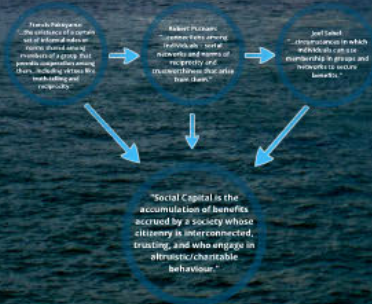 Francis Fukuyama:
"...the existence of a certain
set of informal rules or
norms shared among
members of a group that
permits cooperation among
them...including virtues like
truth-telling and
reciprocity."
Robert Putnam:
"...connections among
individuals - social
networks and norms of
reciprocity and
trustworthiness that arise
from them."
Joel Sobel:
"...circumstances in which
individuals can use
membership in groups and
networks to secure
benefits."
"Social Capital is the
accumulation of benefits
accrued by a society whose
citizenry is interconnected,
trusting, and who engage in
altruistic/charitable
behaviour."